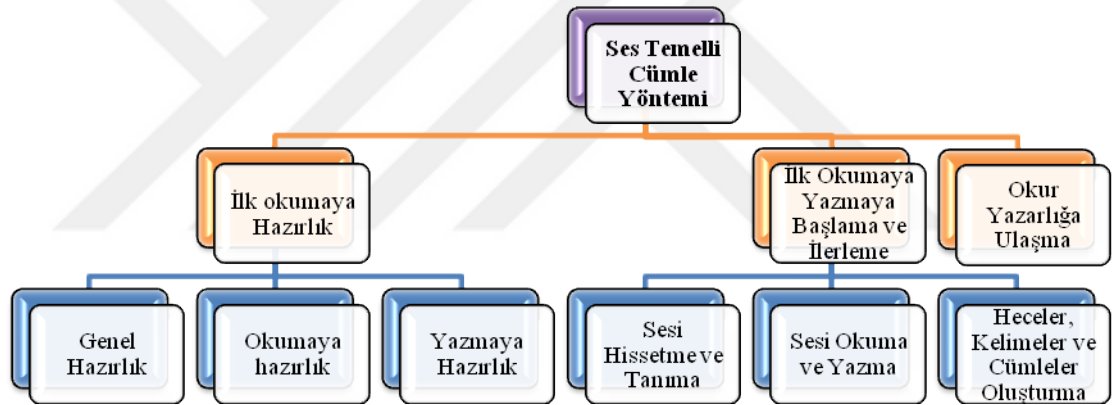 Ses Temelli
Cümle
Yöntemi
İlk okumaya
Hazırlık
İlk Okumaya
Yazmaya
Başlama ve
İlerleme
Okur
Yazarlığa
Ulaşma
Genel
Hazırlık
Okumaya
hazırlık
Yazmaya
Hazırlık
Sesi
Hissetme ve
Tanıma
Sesi Okuma
ve Yazma
Heceler,
Kelimeler ve
Cümleler
Oluşturma